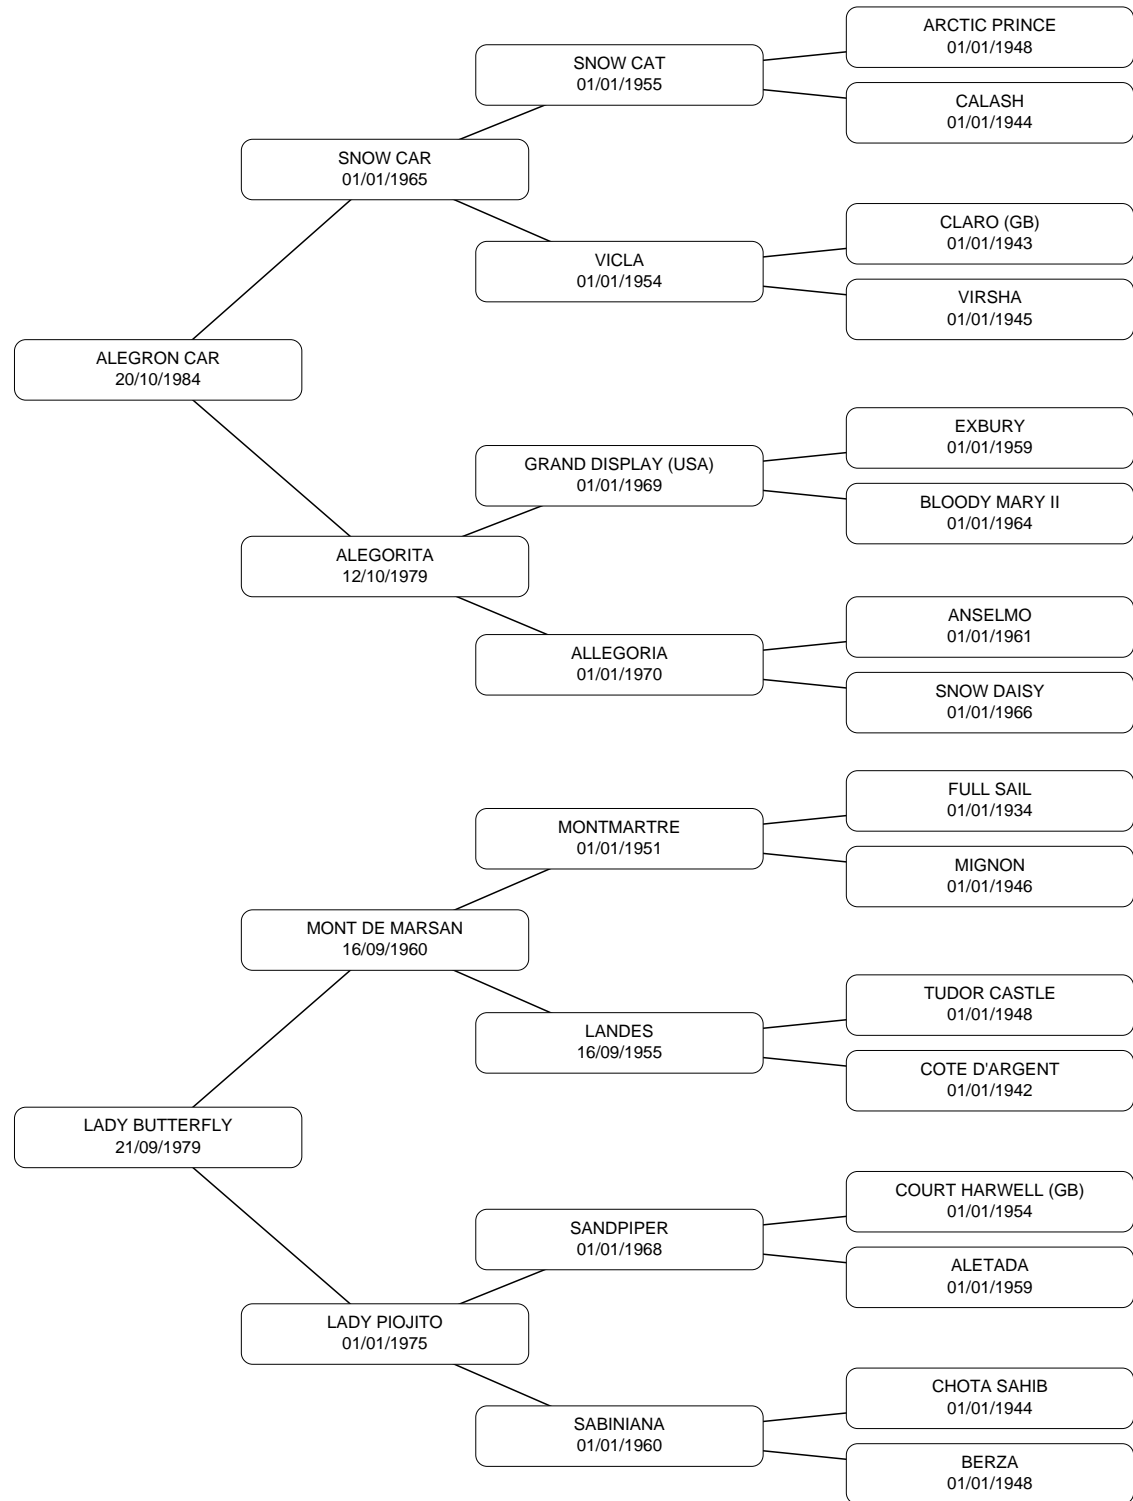 ARCTIC PRINCE
01/01/1948
SNOW CAT
01/01/1955
CALASH
01/01/1944
SNOW CAR
01/01/1965
CLARO (GB)
01/01/1943
VICLA
01/01/1954
VIRSHA
01/01/1945
ALEGRON CAR
20/10/1984
EXBURY
01/01/1959
GRAND DISPLAY (USA)
01/01/1969
BLOODY MARY II
01/01/1964
ALEGORITA
12/10/1979
ANSELMO
01/01/1961
ALLEGORIA
01/01/1970
SNOW DAISY
01/01/1966
FULL SAIL
01/01/1934
MONTMARTRE
01/01/1951
MIGNON
01/01/1946
MONT DE MARSAN
16/09/1960
TUDOR CASTLE
01/01/1948
LANDES
16/09/1955
COTE D'ARGENT
01/01/1942
LADY BUTTERFLY
21/09/1979
COURT HARWELL (GB)
01/01/1954
SANDPIPER
01/01/1968
ALETADA
01/01/1959
LADY PIOJITO
01/01/1975
CHOTA SAHIB
01/01/1944
SABINIANA
01/01/1960
BERZA
01/01/1948